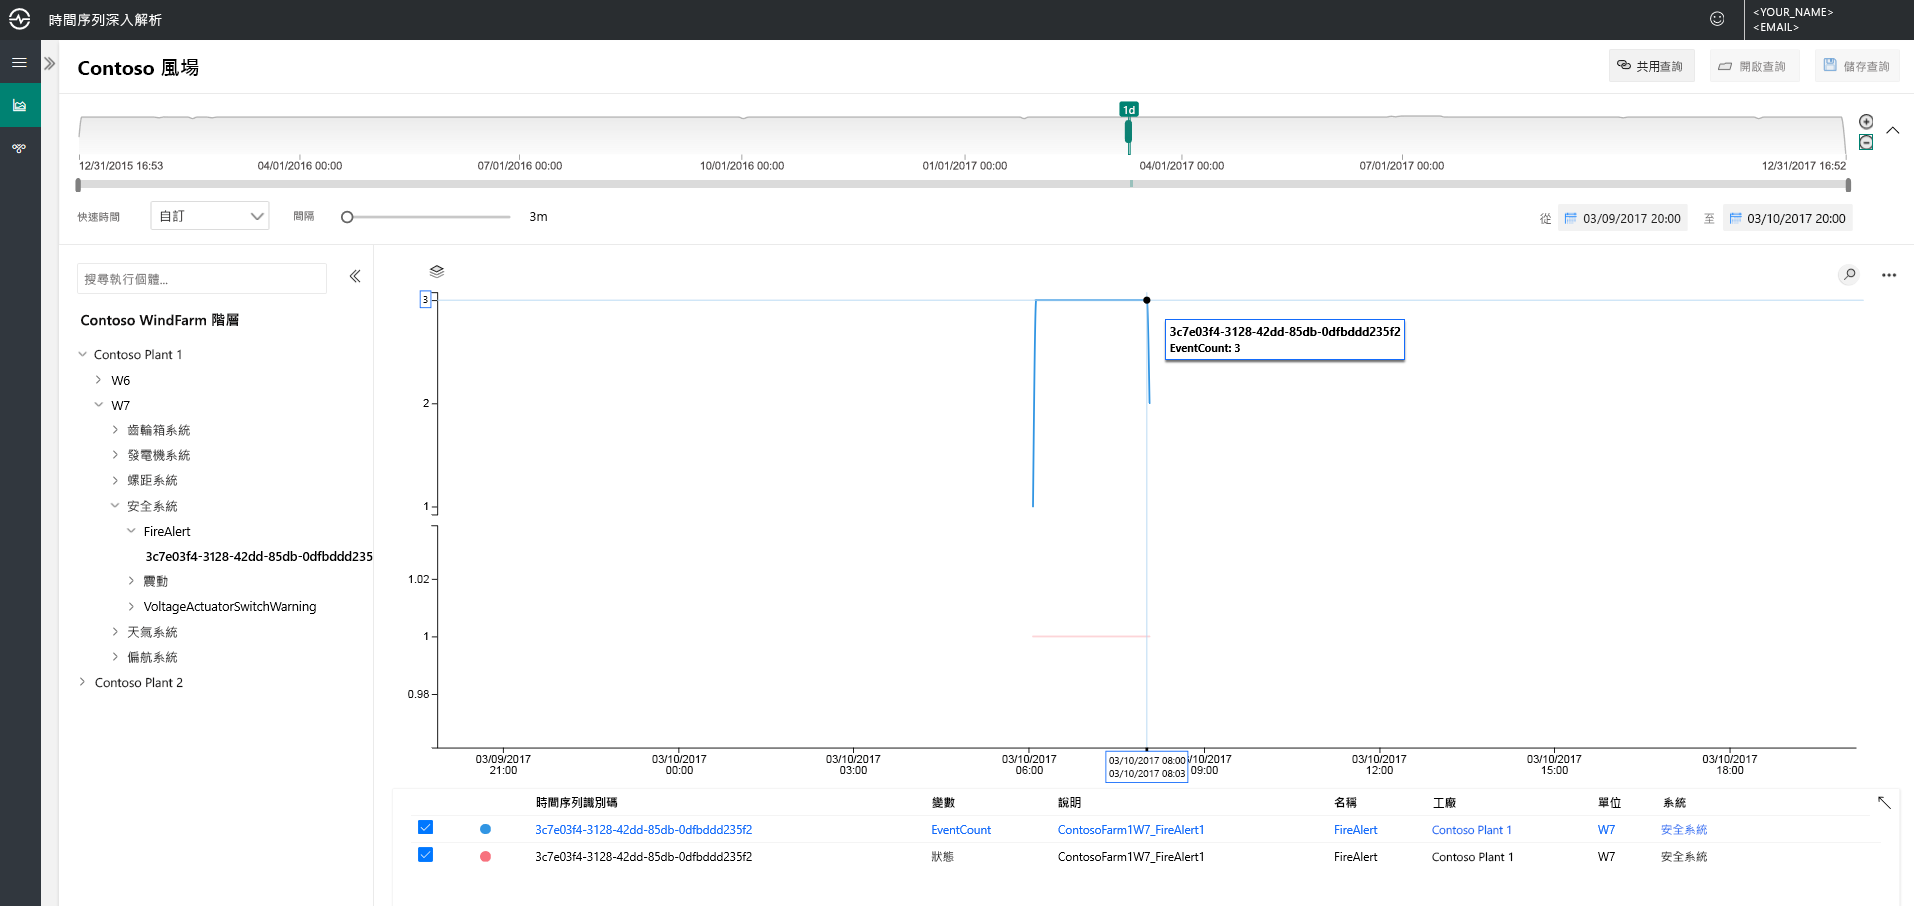 時間序列深入解析
<YOUR_NAME>
<EMAIL>
Contoso 風場
共用查詢
開啟查詢
儲存查詢
1d
12/31/2015 16:53
04/01/2016 00:00
07/01/2016 00:00
10/01/2016 00:00
01/01/2017 00:00
04/01/2017 00:00
07/01/2017 00:00
12/31/2017 16:52
快速時間
自訂
間隔
3m
從
03/09/2017 20:00
至
03/10/2017 20:00
搜尋執行個體...
Contoso WindFarm 階層
Contoso Plant 1
W6
W7
齒輪箱系統
發電機系統
螺距系統
安全系統
FireAlert
3c7e03f4-3128-42dd-85db-0dfbddd235
震動
VoltageActuatorSwitchWarning
天氣系統
偏航系統
Contoso Plant 2
3
2
1
3c7e03f4-3128-42dd-85db-0dfbddd235f2
EventCount: 3
1.02
1
0.98
03/09/2017
21:00
03/10/2017
00:00
03/10/2017
03:00
03/10/2017
06:00
03/10/2017 08:00
03/10/2017 08:03
/10/2017
09:00
03/10/2017
12:00
03/10/2017
15:00
03/10/2017
18:00
時間序列識別碼 變數 說明 名稱 工廠 單位 系統
3c7e03f4-3128-42dd-85db-0dfbddd235f2 EventCount ContosoFarm1W7_FireAlert1 FireAlert Contoso Plant 1 W7 安全系統
3c7e03f4-3128-42dd-85db-0dfbddd235f2 狀態 ContosoFarm1W7_FireAlert1 FireAlert Contoso Plant 1 W7 安全系統